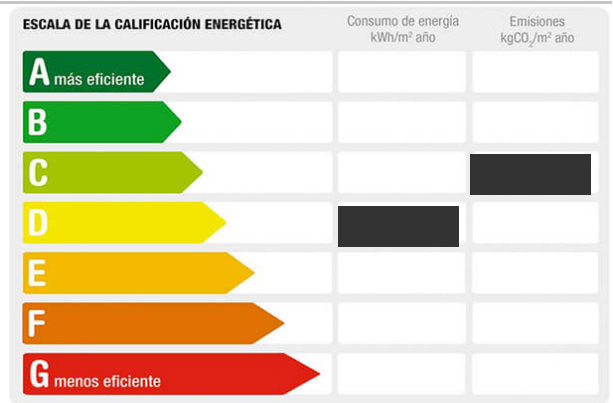 ESCALA DE LA CALIFICACIÓN ENERGÉTICA
Consumo de energía
kWh/m² año
Emisiones
kgCO₂/m² año
A más eficiente
B
C
D
E
F
G menos eficiente